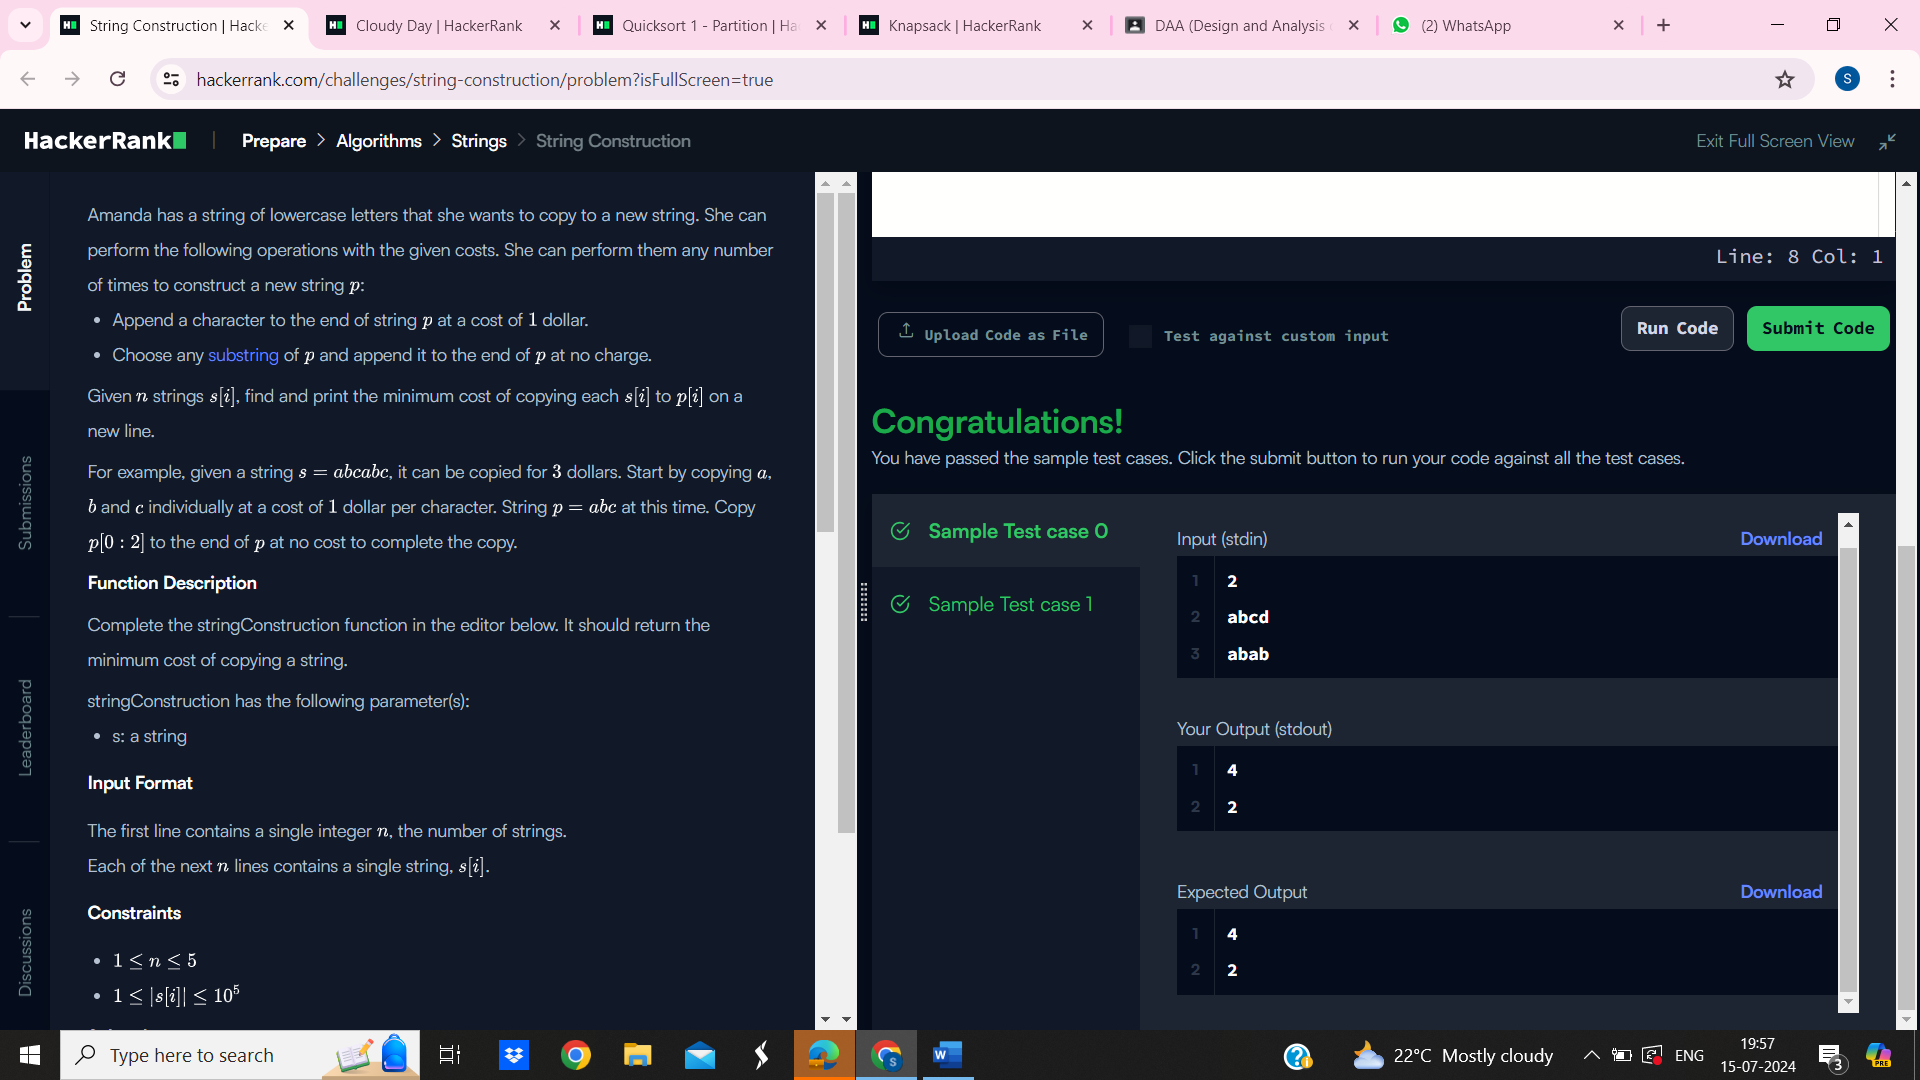 String Construction | Hacke
Cloudy Day | HackerRank
Quicksort 1 - Partition | Ha
Knapsack | HackerRank
DAA (Design and Analysis
(2) WhatsApp
hackerrank.com/challenges/string-construction/problem?isFullScreen=true
S
HackerRank
Prepare > Algorithms > Strings > String Construction
Exit Full Screen View
Problem
Submissions
Leaderboard
Discussions
Amanda has a string of lowercase letters that she wants to copy to a new string. She can
perform the following operations with the given costs. She can perform them any number
of times to construct a new string p:
• Append a character to the end of string p at a cost of 1 dollar.
• Choose any substring of p and append it to the end of p at no charge.
Given n strings s[i], find and print the minimum cost of copying each s[i] to p[i] on a
new line.
For example, given a string s = abcabc, it can be copied for 3 dollars. Start by copying a,
b and c individually at a cost of 1 dollar per character. String p = abc at this time. Copy
p[0 : 2] to the end of p at no cost to complete the copy.
Function Description
Complete the stringConstruction function in the editor below. It should return the
minimum cost of copying a string.
stringConstruction has the following parameter(s):
• s: a string
Input Format
The first line contains a single integer n, the number of strings.
Each of the next n lines contains a single string, s[i].
Constraints
• 1 ≤ n ≤ 5
• 1 ≤ |s[i]| ≤ 10⁵
Line: 8 Col: 1
Upload Code as File
Test against custom input
Run Code
Submit Code
Congratulations!
You have passed the sample test cases. Click the submit button to run your code against all the test cases.
Sample Test case 0
Sample Test case 1
Input (stdin)
Download
1 2
2 abcd
3 abab
Your Output (stdout)
1 4
2 2
Expected Output
Download
1 4
2 2
Type here to search
22°C Mostly cloudy
ENG
19:57
15-07-2024
3